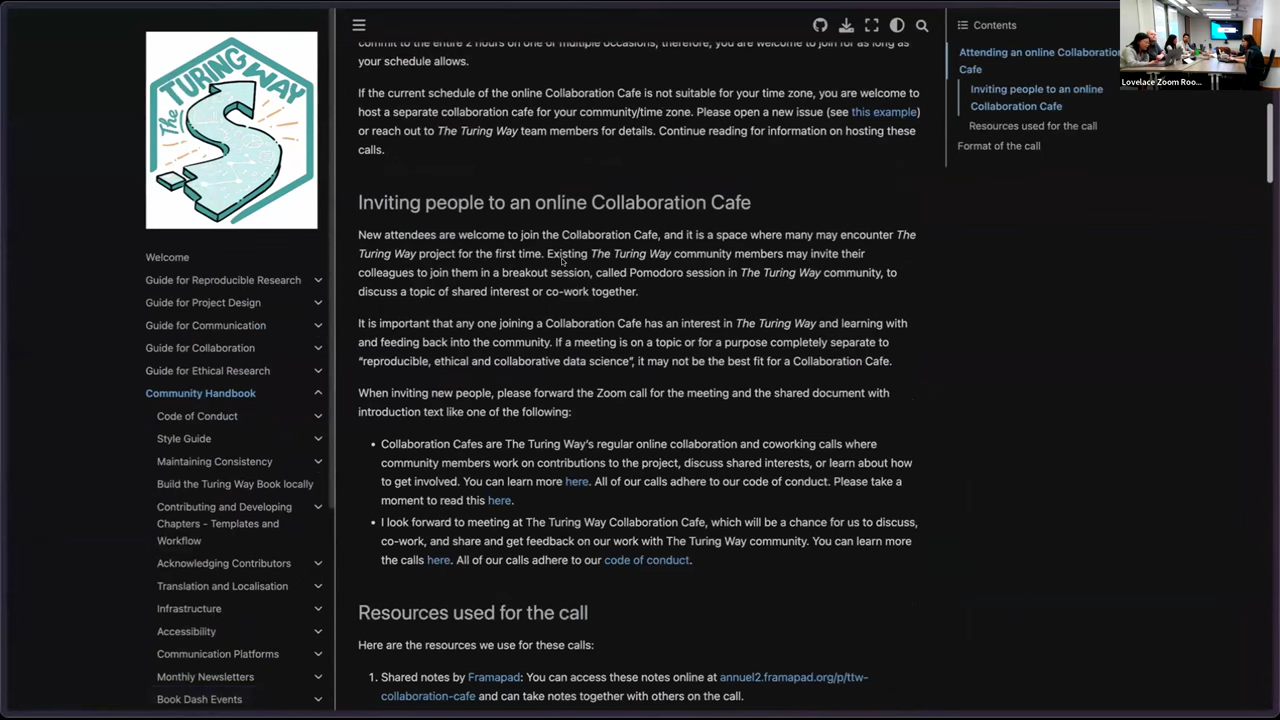 The
TURING WAY
Welcome
Guide for Reproducible Research
Guide for Project Design
Guide for Communication
Guide for Collaboration
Guide for Ethical Research
Community Handbook
Code of Conduct
Style Guide
Maintaining Consistency
Build the Turing Way Book locally
Contributing and Developing
Chapters - Templates and
Workflow
Acknowledging Contributors
Translation and Localisation
Infrastructure
Accessibility
Communication Platforms
Monthly Newsletters
Book Dash Events
commit to the entire 2 hours on one or multiple occasions, therefore, you are welcome to join for as long as
your schedule allows.
If the current schedule of the online Collaboration Cafe is not suitable for your time zone, you are welcome to
host a separate collaboration cafe for your community/time zone. Please open a new issue (see this example)
or reach out to The Turing Way team members for details. Continue reading for information on hosting these
calls.
Inviting people to an online Collaboration Cafe
New attendees are welcome to join the Collaboration Cafe, and it is a space where many may encounter The
Turing Way project for the first time. Existing The Turing Way community members may invite their
colleagues to join them in a breakout session, called Pomodoro session in The Turing Way community, to
discuss a topic of shared interest or co-work together.
It is important that any one joining a Collaboration Cafe has an interest in The Turing Way and learning with
and feeding back into the community. If a meeting is on a topic or for a purpose completely separate to
“reproducible, ethical and collaborative data science”, it may not be the best fit for a Collaboration Cafe.
When inviting new people, please forward the Zoom call for the meeting and the shared document with
introduction text like one of the following:
• Collaboration Cafes are The Turing Way's regular online collaboration and coworking calls where
community members work on contributions to the project, discuss shared interests, or learn about how
to get involved. You can learn more here. All of our calls adhere to our code of conduct. Please take a
moment to read this here.
• I look forward to meeting at The Turing Way Collaboration Cafe, which will be a chance for us to discuss,
co-work, and share and get feedback on our work with The Turing Way community. You can learn more
the calls here. All of our calls adhere to our code of conduct.
Resources used for the call
Here are the resources we use for these calls:
1. Shared notes by Framapad: You can access these notes online at annuel2.framapad.org/p/ttw-
collaboration-cafe and can take notes together with others on the call.
Contents
Attending an online Collaboration
Cafe
Inviting people to an online
Collaboration Cafe
Resources used for the call
Format of the call
Lovelace Zoom Roo...